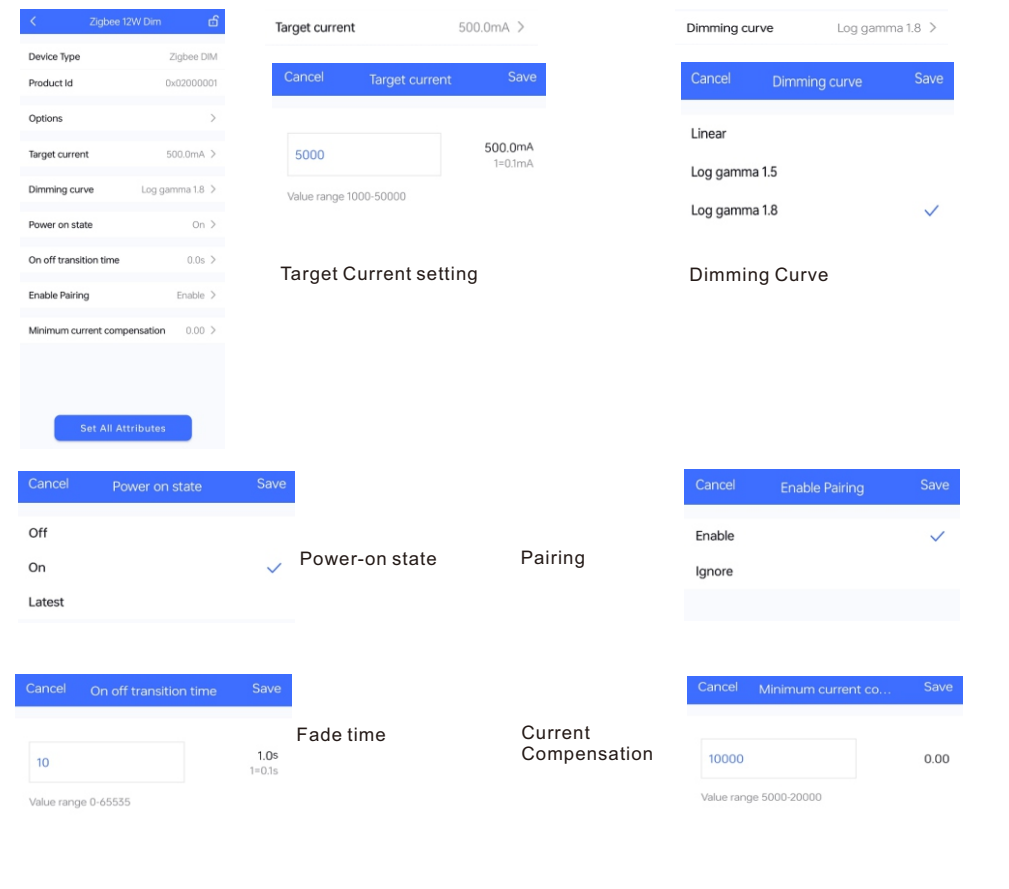 Zigbee 12W Dim
Device Type Zigbee DIM
Product Id 0x02000001
Options
Target current 500.0mA
Dimming curve Log gamma 1.8
Power on state On
On off transition time 0.0s
Enable Pairing Enable
Minimum current compensation 0.00
Set All Attributes
Target current 500.0mA
Cancel Target current Save
5000 500.0mA
1=0.1mA
Value range 1000-50000
Target Current setting
Dimming curve Log gamma 1.8
Cancel Dimming curve Save
Linear
Log gamma 1.5
Log gamma 1.8
Dimming Curve
Cancel Power on state Save
Off
On
Latest
Power-on state
Pairing
Cancel Enable Pairing Save
Enable
Ignore
Cancel On off transition time Save
10 1.0s
1=0.1s
Value range 0-65535
Fade time
Current
Compensation
Cancel Minimum current co... Save
10000 0.00
Value range 5000-20000